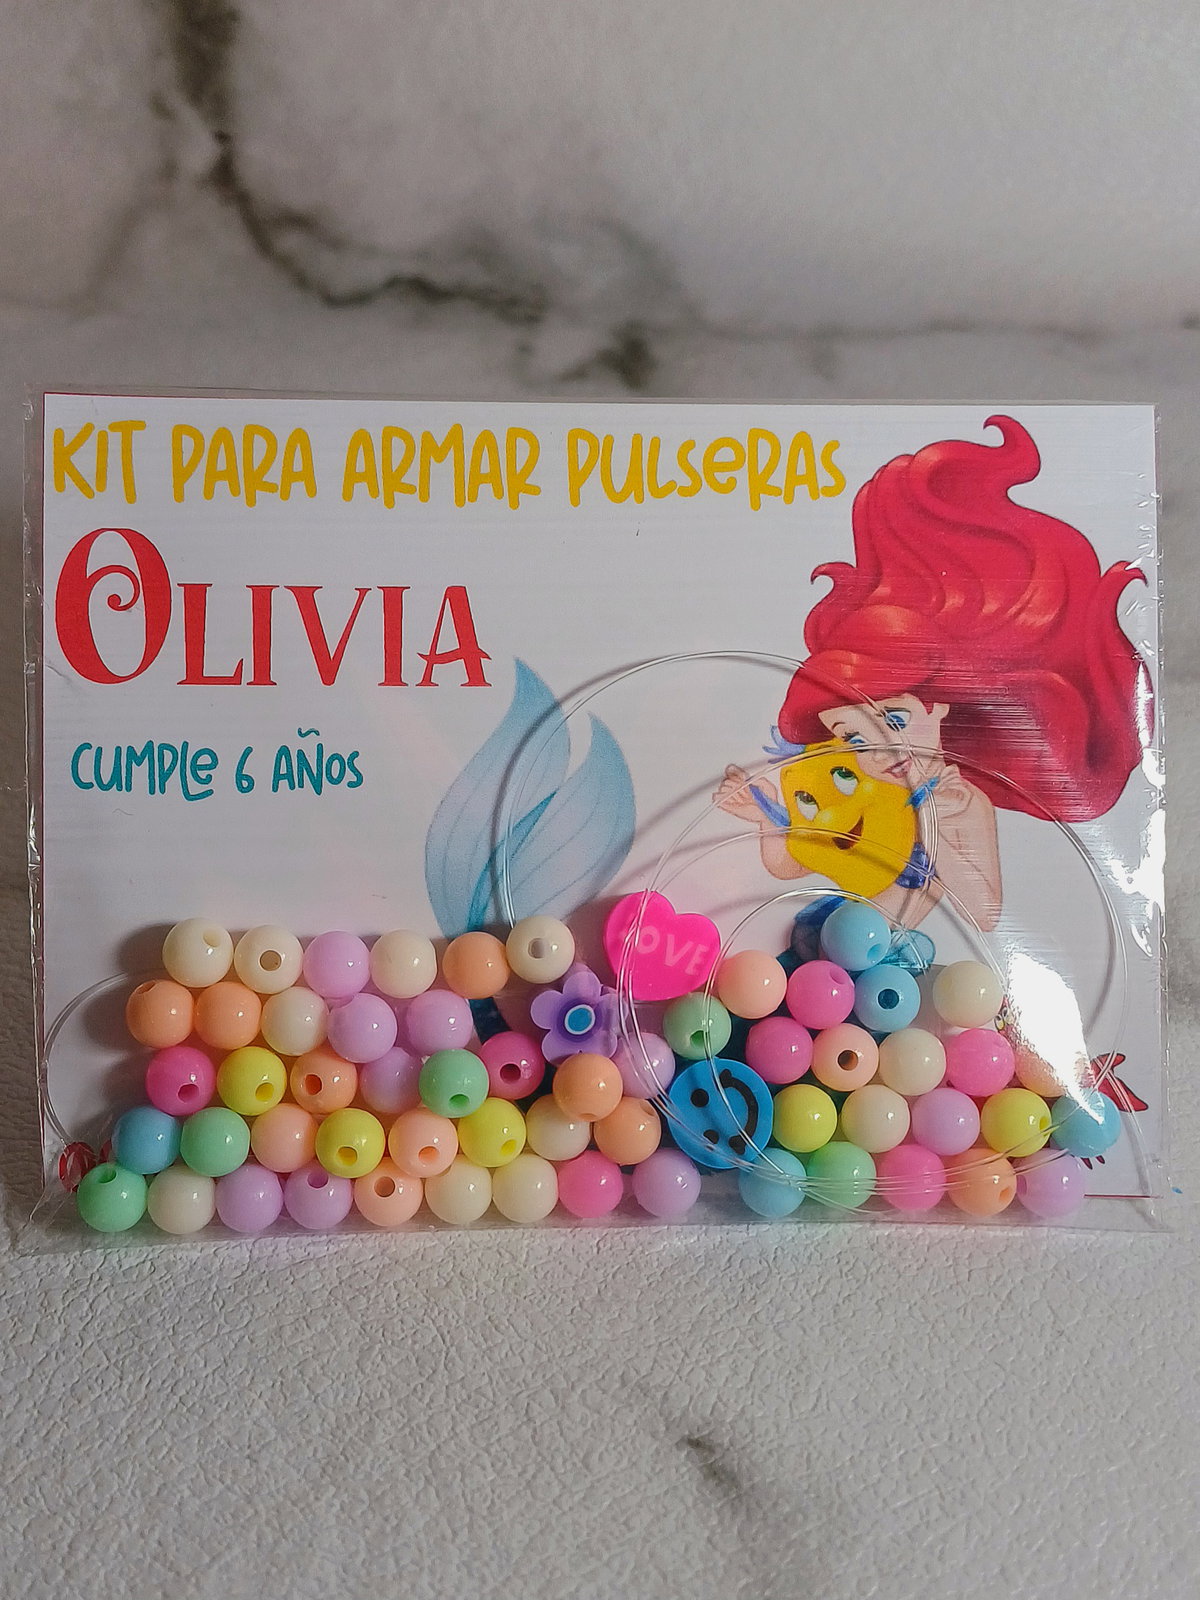 KIT PARA ARMAR PULSeRAS
OLIVIA
CUMPLe 6 AÑOS
LOVE